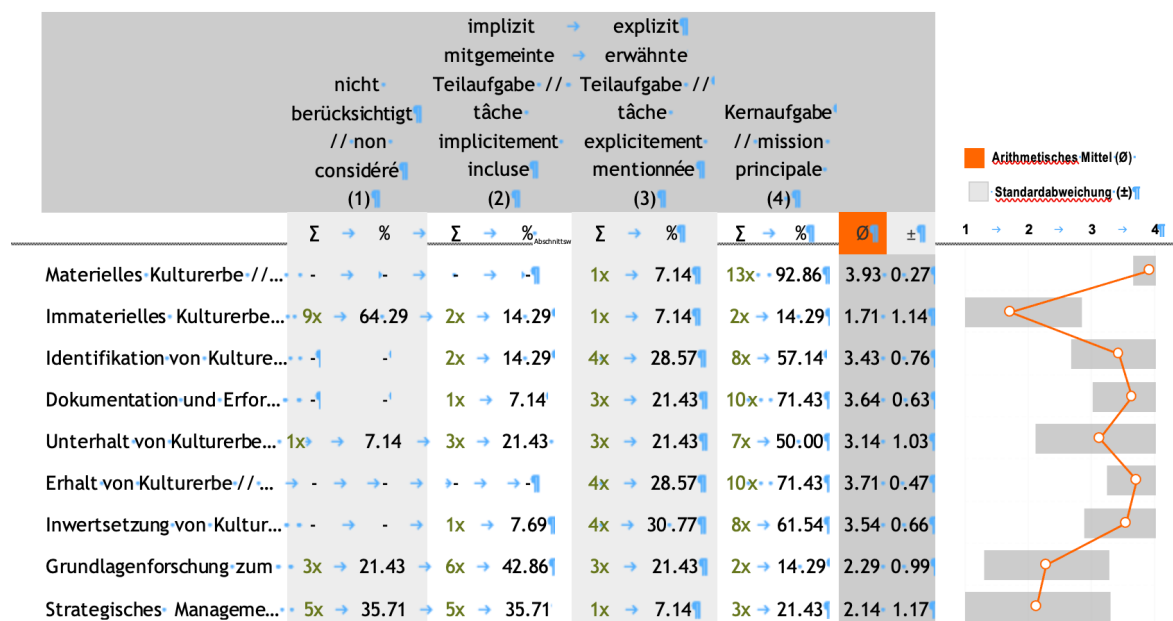 implizit → explizit¶
mitgemeinte → erwähnte
nicht Teilaufgabe // Teilaufgabe //
berücksichtigt¶ tâche tâche Kernaufgabe
// non implicitement explicitement // mission
considéré¶ incluse¶ mentionnée¶ principale
(1)¶ (2)¶ (3)¶ (4)¶
Arithmetisches Mittel (Ø)
Standardabweichung (±)¶
Σ → % → Σ → % Σ → %¶ Σ → %¶ Ø¶ ±¶ 1 → 2 → 3 → 4¶
Abschnittsw
Materielles Kulturerbe //... - → - - → -¶ 1x → 7.14¶ 13x 92.86¶ 3.93 0.27¶
Immaterielles Kulturerbe... 9x → 64.29 → 2x → 14.29¶ 1x → 7.14¶ 2x → 14.29¶ 1.71 1.14¶
Identifikation von Kulture... -¶ - 2x → 14.29¶ 4x → 28.57¶ 8x → 57.14¶ 3.43 0.76¶
Dokumentation und Erfor... -¶ - 1x → 7.14 3x → 21.43¶ 10x 71.43¶ 3.64 0.63¶
Unterhalt von Kulturerbe... 1x → 7.14 → 3x → 21.43 3x → 21.43¶ 7x → 50.00¶ 3.14 1.03¶
Erhalt von Kulturerbe // ... → - → → - → - → → -¶ 4x → 28.57¶ 10x 71.43¶ 3.71 0.47¶
Inwertsetzung von Kultur... - → - → 1x → 7.69¶ 4x → 30.77¶ 8x → 61.54¶ 3.54 0.66¶
Grundlagenforschung zum 3x → 21.43 → 6x → 42.86¶ 3x → 21.43¶ 2x → 14.29¶ 2.29 0.99¶
Strategisches Manageme... 5x → 35.71 → 5x → 35.71 1x → 7.14¶ 3x → 21.43¶ 2.14 1.17¶